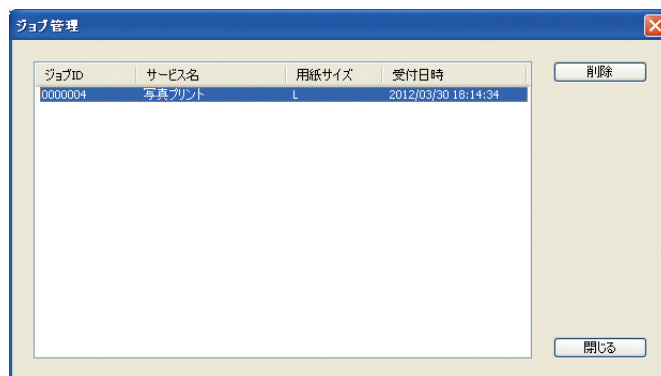 ジョブ管理
ジョブID サービス名 用紙サイズ 受付日時
0000004 写真プリント L 2012/03/30 18:14:34
削除
閉じる